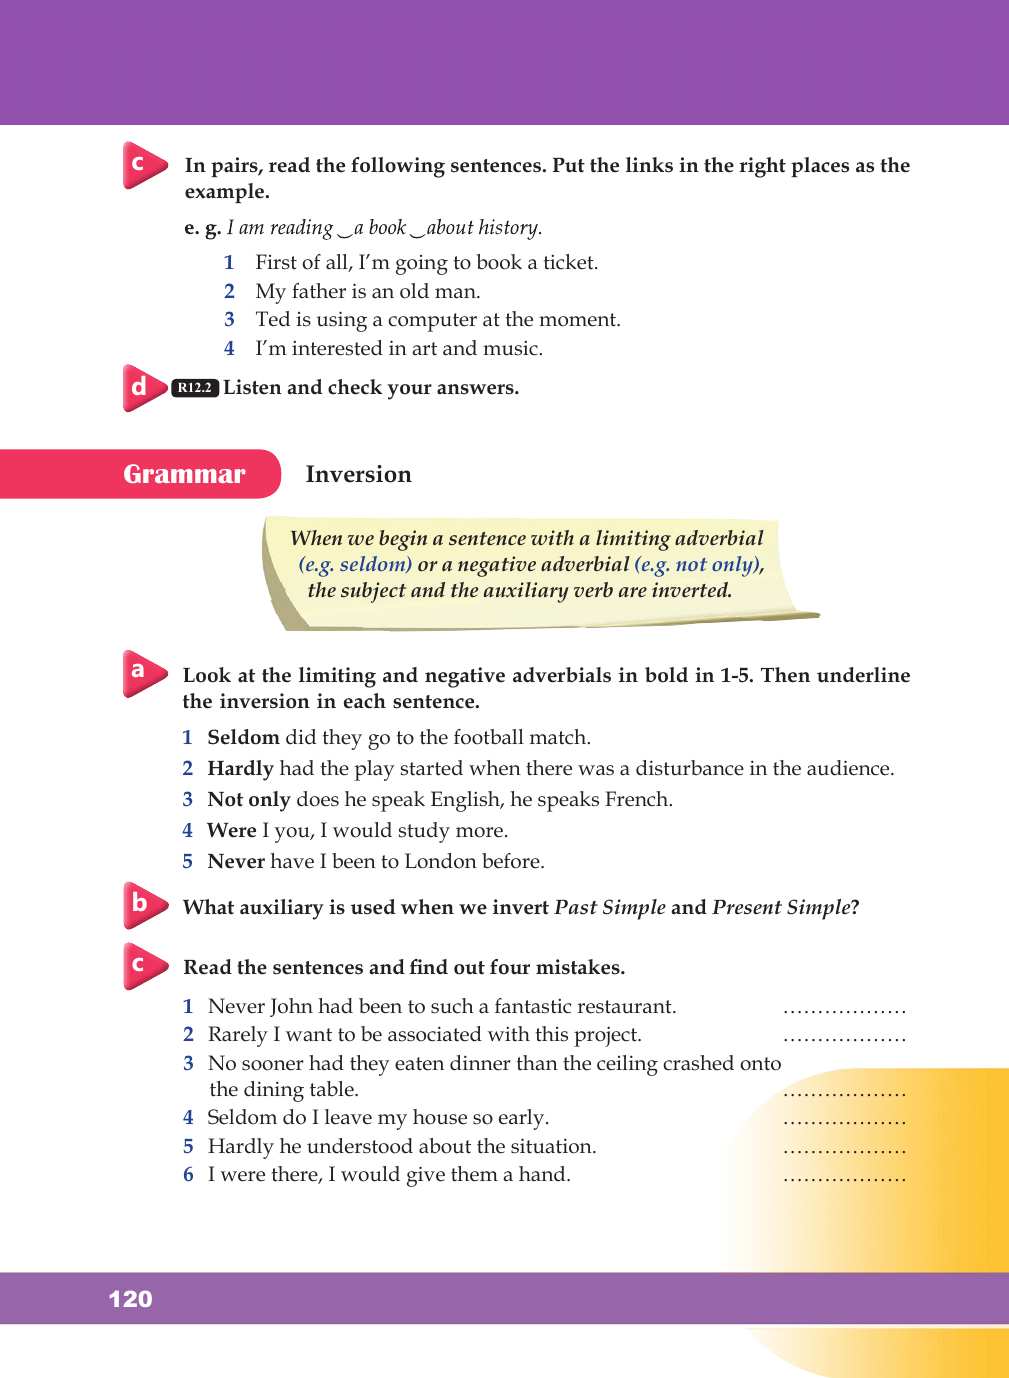 c
In pairs, read the following sentences. Put the links in the right places as the
example.
e. g. I am reading ‿a book ‿about history.
1 First of all, I’m going to book a ticket.
2 My father is an old man.
3 Ted is using a computer at the moment.
4 I’m interested in art and music.
d R12.2 Listen and check your answers.
Grammar Inversion
When we begin a sentence with a limiting adverbial
(e.g. seldom) or a negative adverbial (e.g. not only),
the subject and the auxiliary verb are inverted.
a
Look at the limiting and negative adverbials in bold in 1-5. Then underline
the inversion in each sentence.
1 Seldom did they go to the football match.
2 Hardly had the play started when there was a disturbance in the audience.
3 Not only does he speak English, he speaks French.
4 Were I you, I would study more.
5 Never have I been to London before.
b What auxiliary is used when we invert Past Simple and Present Simple?
c Read the sentences and find out four mistakes.
1 Never John had been to such a fantastic restaurant. ..................
2 Rarely I want to be associated with this project. ..................
3 No sooner had they eaten dinner than the ceiling crashed onto
the dining table. ..................
4 Seldom do I leave my house so early. ..................
5 Hardly he understood about the situation. ..................
6 I were there, I would give them a hand. ..................
120